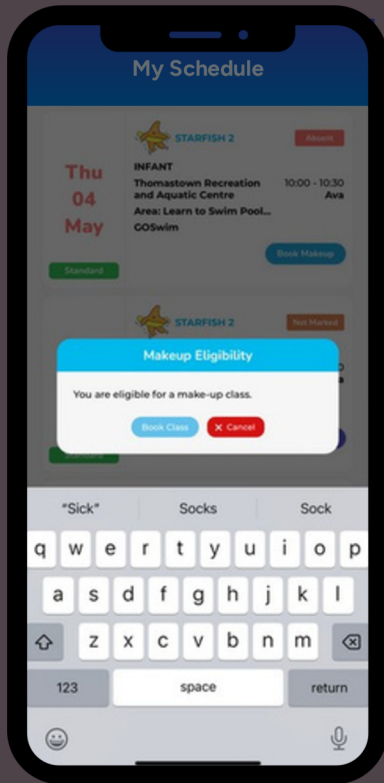 My Schedule
STARFISH 2
Absent
INFANT
Thu
04
May
Thomastown Recreation
and Aquatic Centre
10:00 - 10:30
Ava
Area: Learn to Swim Pool...
GOSwim
Book Makeup
Standard
STARFISH 2
Not Marked
Makeup Eligibility
You are eligible for a make-up class.
Book Class
X Cancel
Standard
"Sick" Socks Sock
q w e r t y u i o p
a s d f g h j k l
z x c v b n m
123 space return